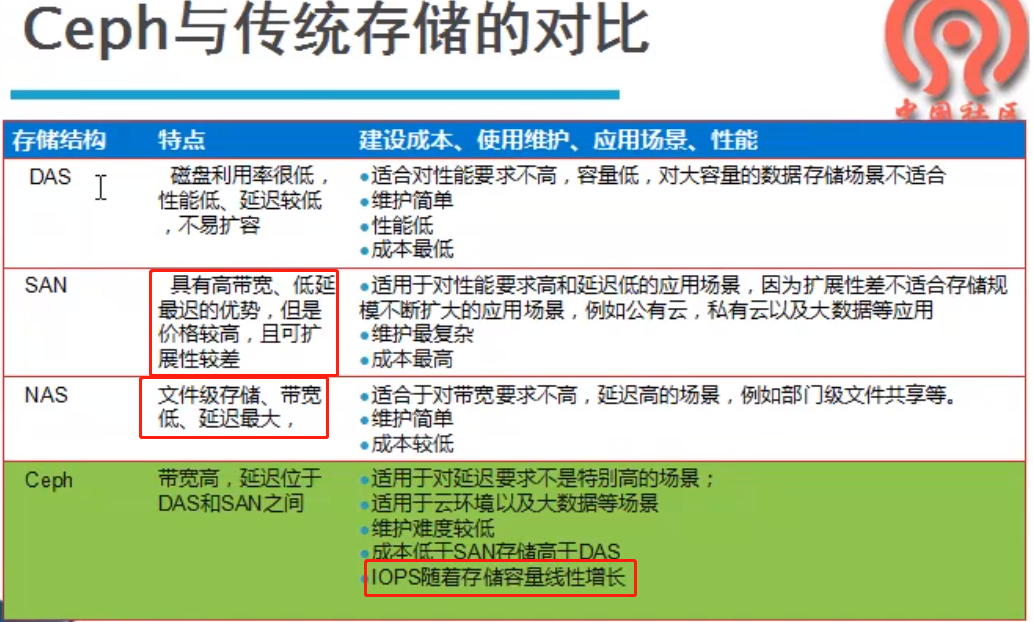 Ceph与传统存储的对比
中国社区
存储结构 特点 建设成本、使用维护、应用场景、性能
DAS
磁盘利用率很低，
性能低、延迟较低
，不易扩容
●适合对性能要求不高，容量低，对大容量的数据存储场景不适合
●维护简单
●性能低
●成本最低
SAN
具有高带宽、低延
最迟的优势，但是
价格较高，且可扩
展性较差
●适用于对性能要求高和延迟低的应用场景，因为扩展性差不适合存储规
模不断扩大的应用场景，例如公有云，私有云以及大数据等应用
●维护最复杂
●成本最高
NAS
文件级存储、带宽
低、延迟最大，
●适合于对带宽要求不高，延迟高的场景，例如部门级文件共享等。
●维护简单
●成本较低
Ceph
带宽高，延迟位于
DAS和SAN之间
●适用于对延迟要求不是特别高的场景；
●适用于云环境以及大数据等场景
●维护难度较低
●成本低于SAN存储高于DAS
●IOPS随着存储容量线性增长